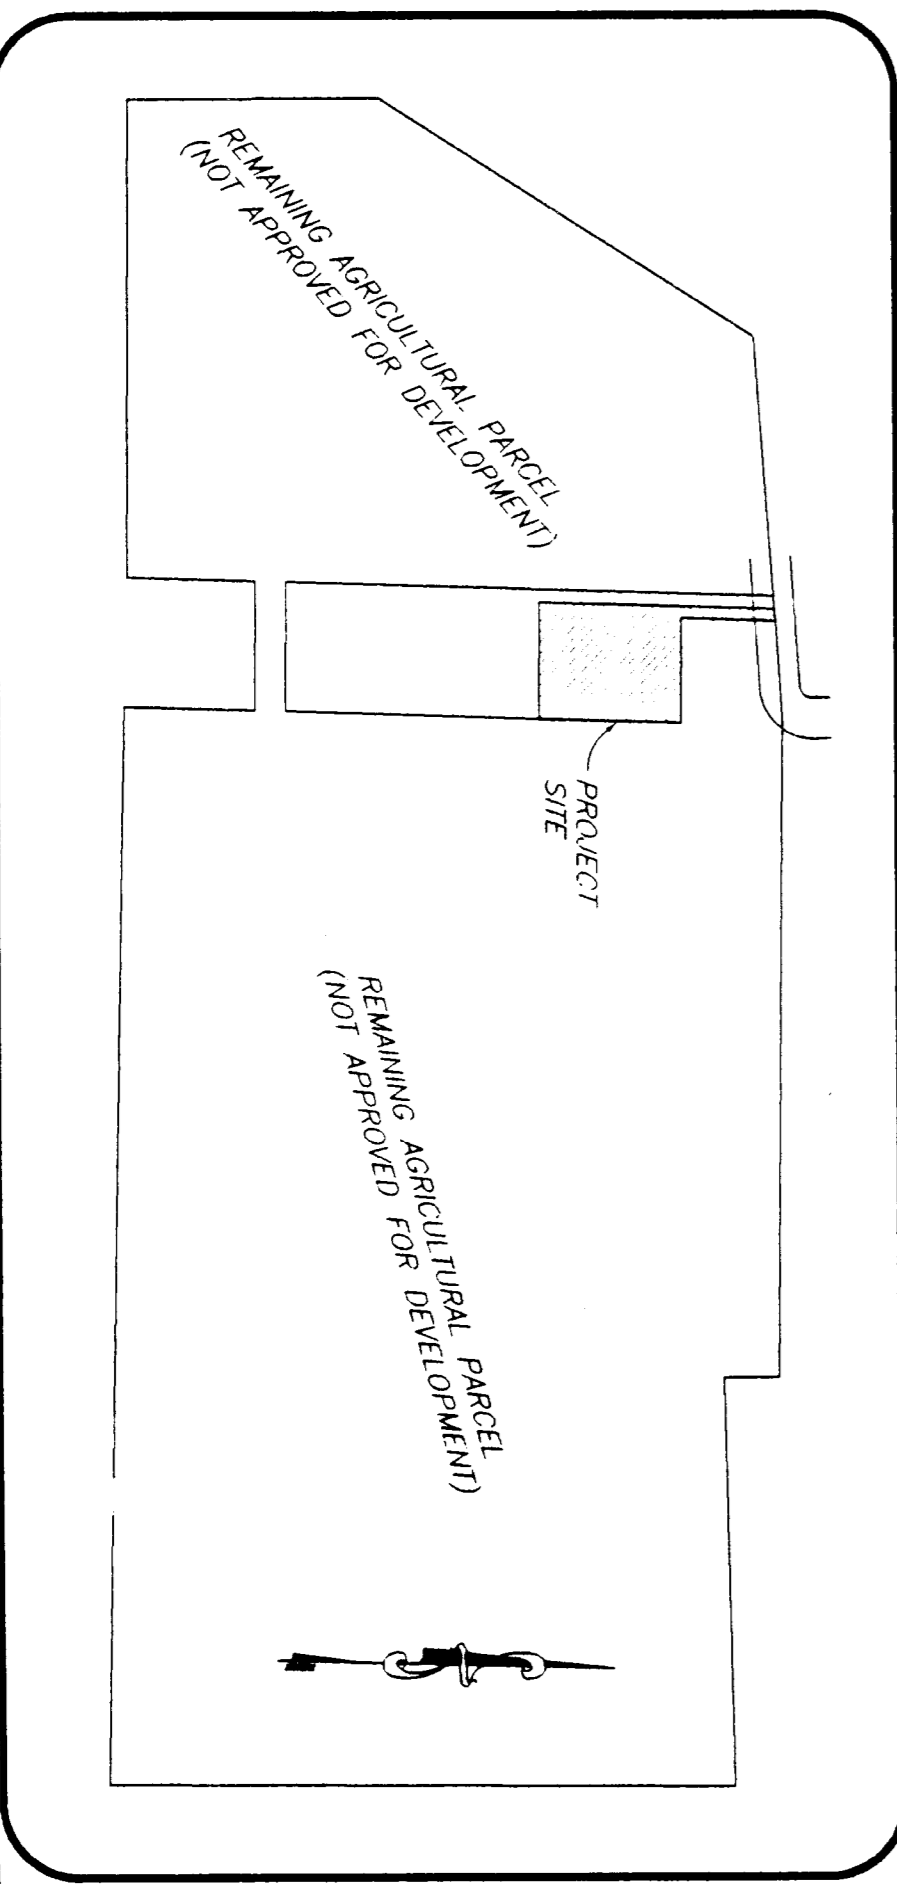 REMAINING AGRICULTURAL PARCEL
(NOT APPROVED FOR DEVELOPMENT)
PROJECT
SITE
REMAINING AGRICULTURAL PARCEL
(NOT APPROVED FOR DEVELOPMENT)